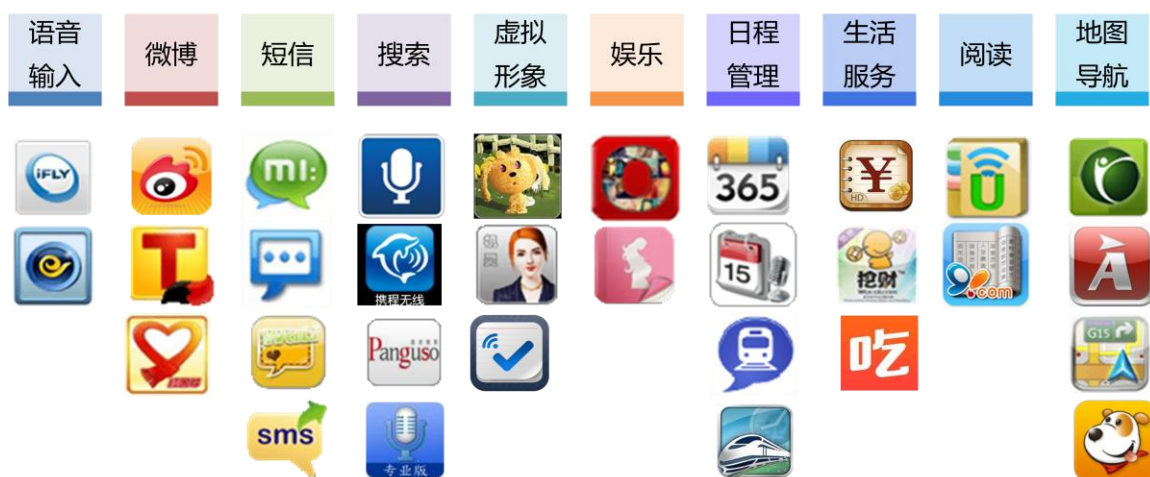 语音
输入
微博
短信
搜索
虚拟
形象
娱乐
日程
管理
生活
服务
阅读
地图
导航
iFLY
mi:
365
¥
HD
U
T
携程无线
15
挖财™
.com
A
Panguso
吃
G15
sms
专业版